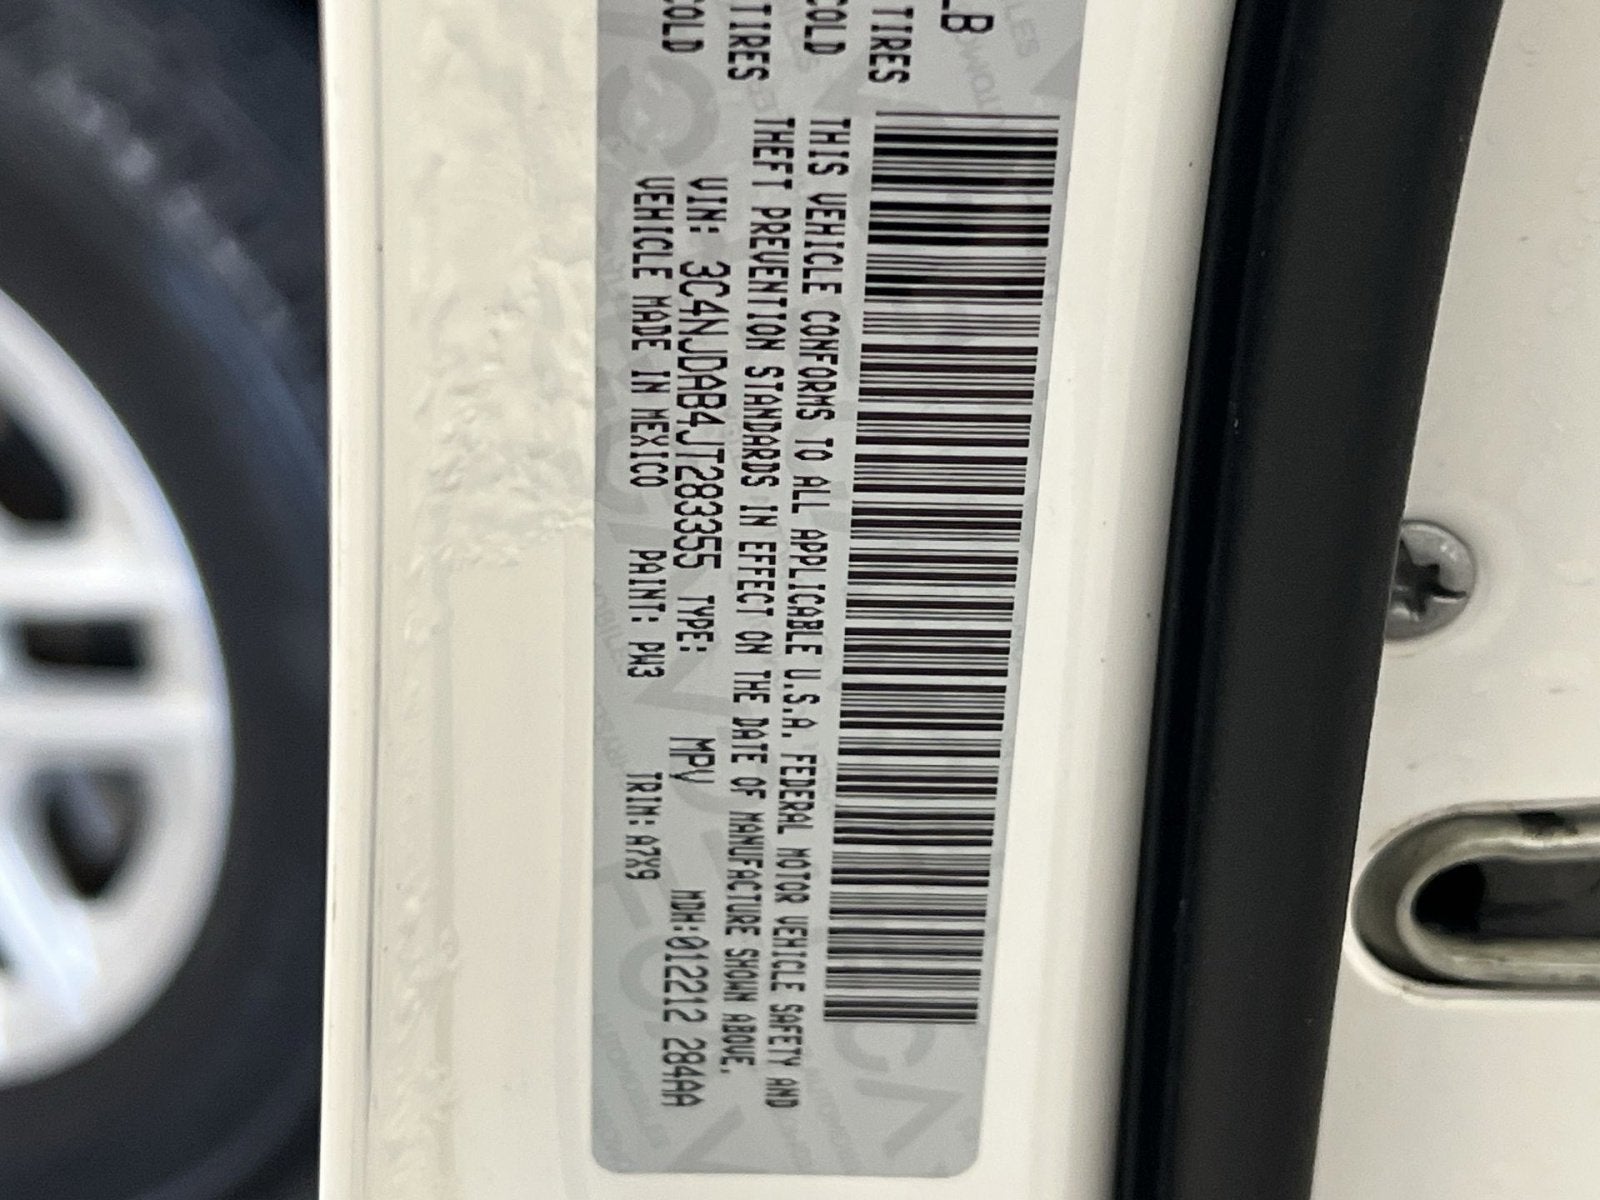 COLD TIRES
COLD TIRES
LB
THIS VEHICLE CONFORMS TO ALL APPLICABLE U.S.A. FEDERAL MOTOR VEHICLE SAFETY AND
THEFT PREVENTION STANDARDS IN EFFECT ON THE DATE OF MANUFACTURE SHOWN ABOVE.
VIN: 3C4NJDAB4JT283355 TYPE: MPV MDH:012112 284AA
VEHICLE MADE IN MEXICO PAINT: PW3 TRIM: A7X9